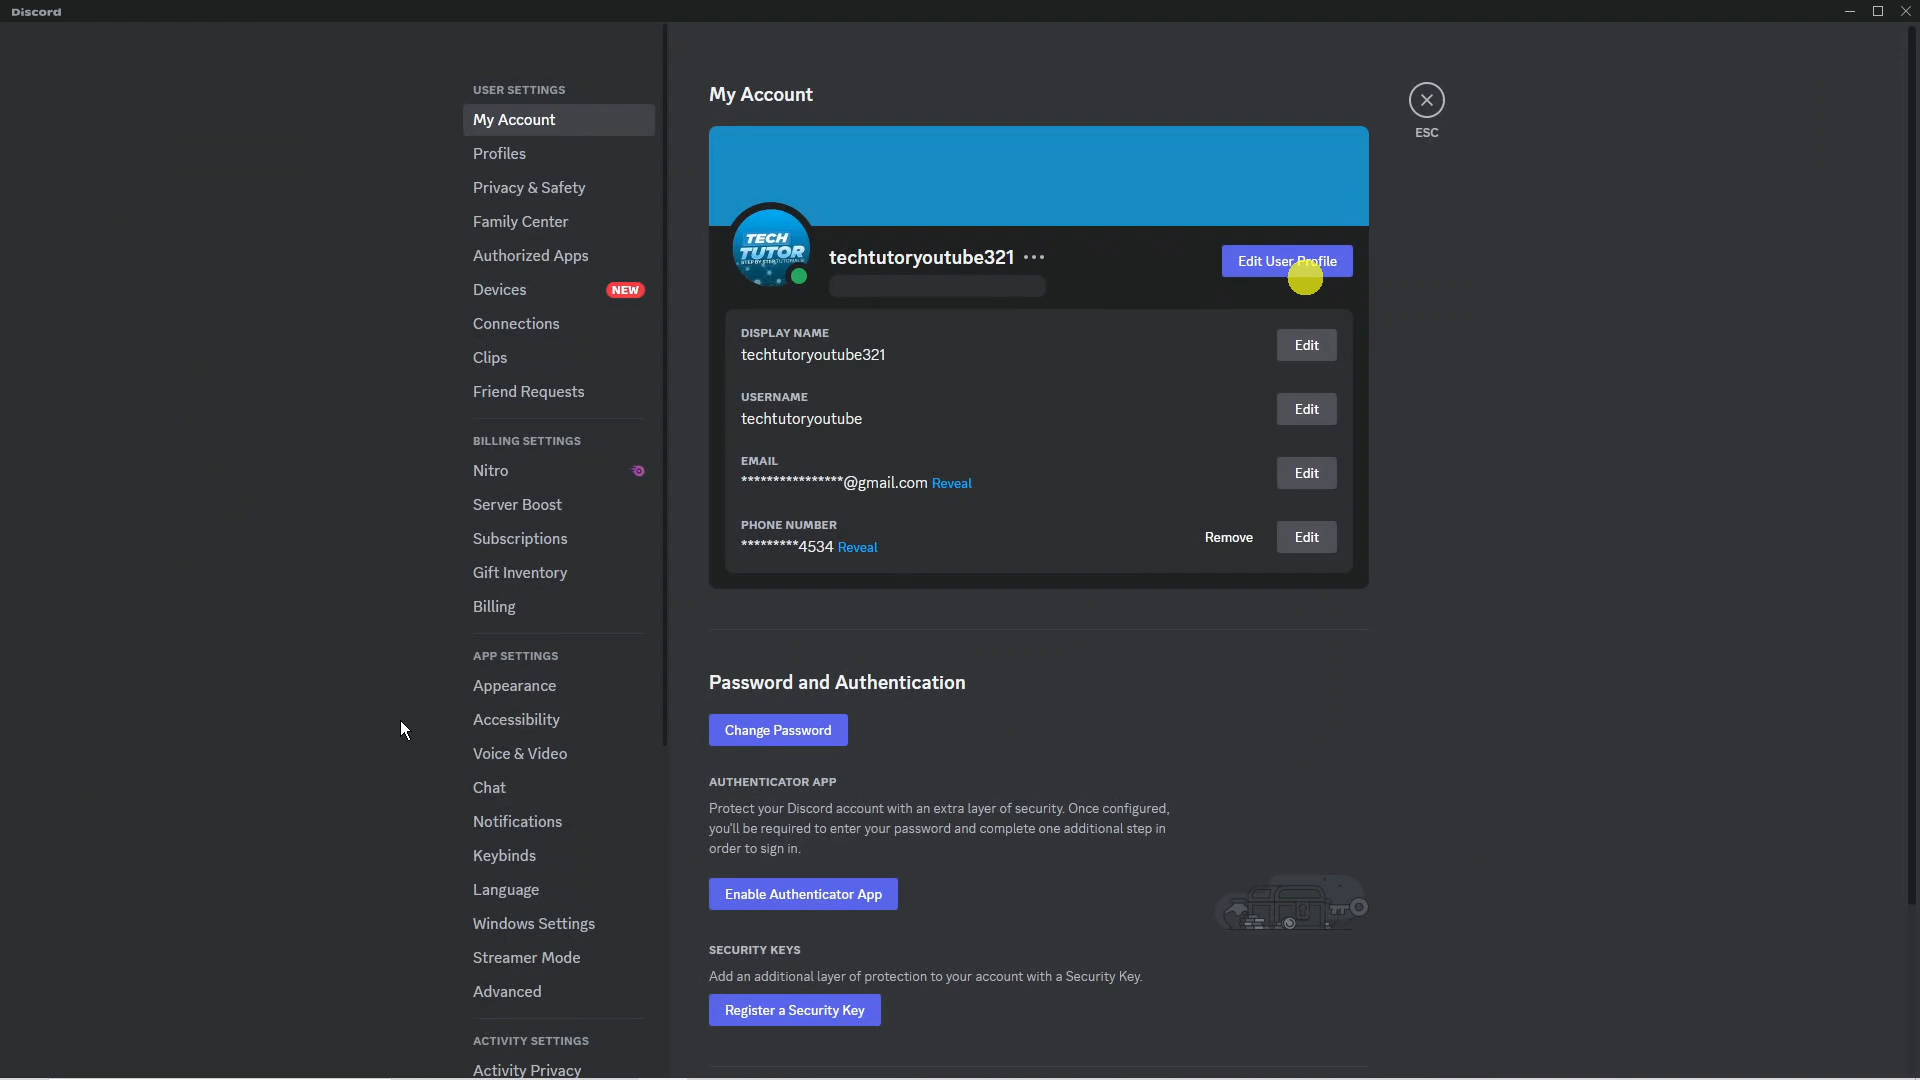 Discord
USER SETTINGS
My Account
Profiles
Privacy & Safety
Family Center
Authorized Apps
Devices
NEW
Connections
Clips
Friend Requests
BILLING SETTINGS
Nitro
Server Boost
Subscriptions
Gift Inventory
Billing
APP SETTINGS
Appearance
Accessibility
Voice & Video
Chat
Notifications
Keybinds
Language
Windows Settings
Streamer Mode
Advanced
ACTIVITY SETTINGS
Activity Privacy
My Account
ESC
TECH
TUTOR
STEP BY STEP TUTORIALS
techtutoryoutube321
Edit User Profile
DISPLAY NAME
techtutoryoutube321
Edit
USERNAME
techtutoryoutube
Edit
EMAIL
****************@gmail.com Reveal
Edit
PHONE NUMBER
*********4534 Reveal
Remove
Edit
Password and Authentication
Change Password
AUTHENTICATOR APP
Protect your Discord account with an extra layer of security. Once configured,
you'll be required to enter your password and complete one additional step in
order to sign in.
Enable Authenticator App
SECURITY KEYS
Add an additional layer of protection to your account with a Security Key.
Register a Security Key